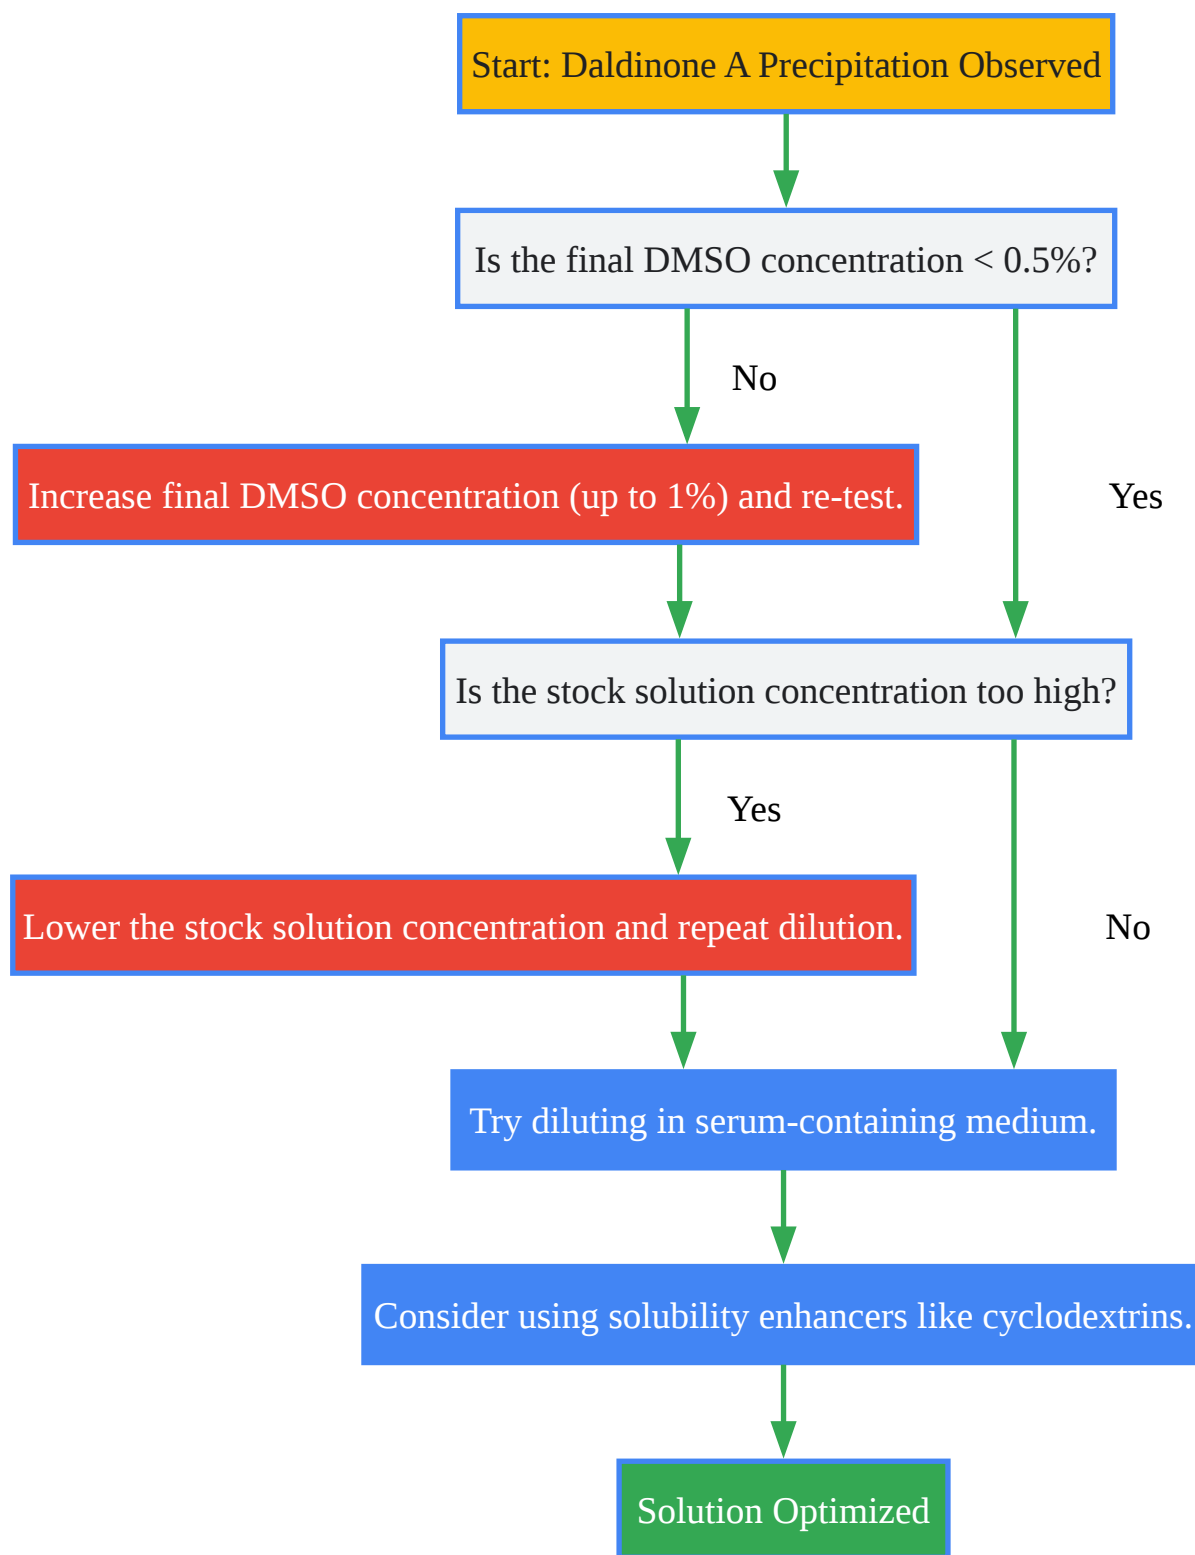 Start: Daldinone A Precipitation Observed
Is the final DMSO concentration < 0.5%?
No
Increase final DMSO concentration (up to 1%) and re-test.
Yes
Is the stock solution concentration too high?
Yes
Lower the stock solution concentration and repeat dilution.
No
Try diluting in serum-containing medium.
Consider using solubility enhancers like cyclodextrins.
Solution Optimized